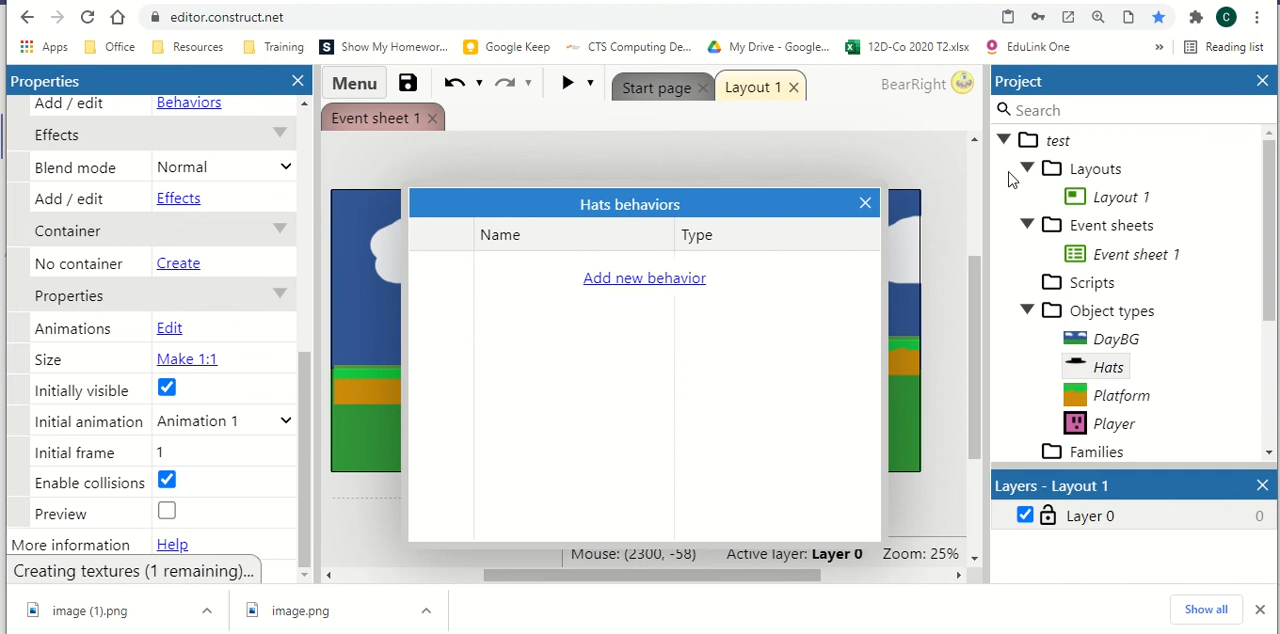 editor.construct.net
C
Apps
Office
Resources
Training
S
Show My Homewor...
Google Keep
CTS Computing De...
My Drive - Google...
12D-Co 2020 T2.xlsx
EduLink One
»
Reading list
Properties
Add / edit
Behaviors
Effects
Blend mode
Normal
Add / edit
Effects
Container
No container
Create
Properties
Animations
Edit
Size
Make 1:1
Initially visible
Initial animation
Animation 1
Initial frame
1
Enable collisions
Preview
More information
Help
Creating textures (1 remaining)...
Menu
Start page
Layout 1
BearRight
Event sheet 1
Hats behaviors
Name
Type
Add new behavior
Mouse: (2300, -58)
Active layer: Layer 0
Zoom: 25%
Project
Search
test
Layouts
Layout 1
Event sheets
Event sheet 1
Scripts
Object types
DayBG
Hats
Platform
Player
Families
Layers - Layout 1
Layer 0
0
image (1).png
image.png
Show all